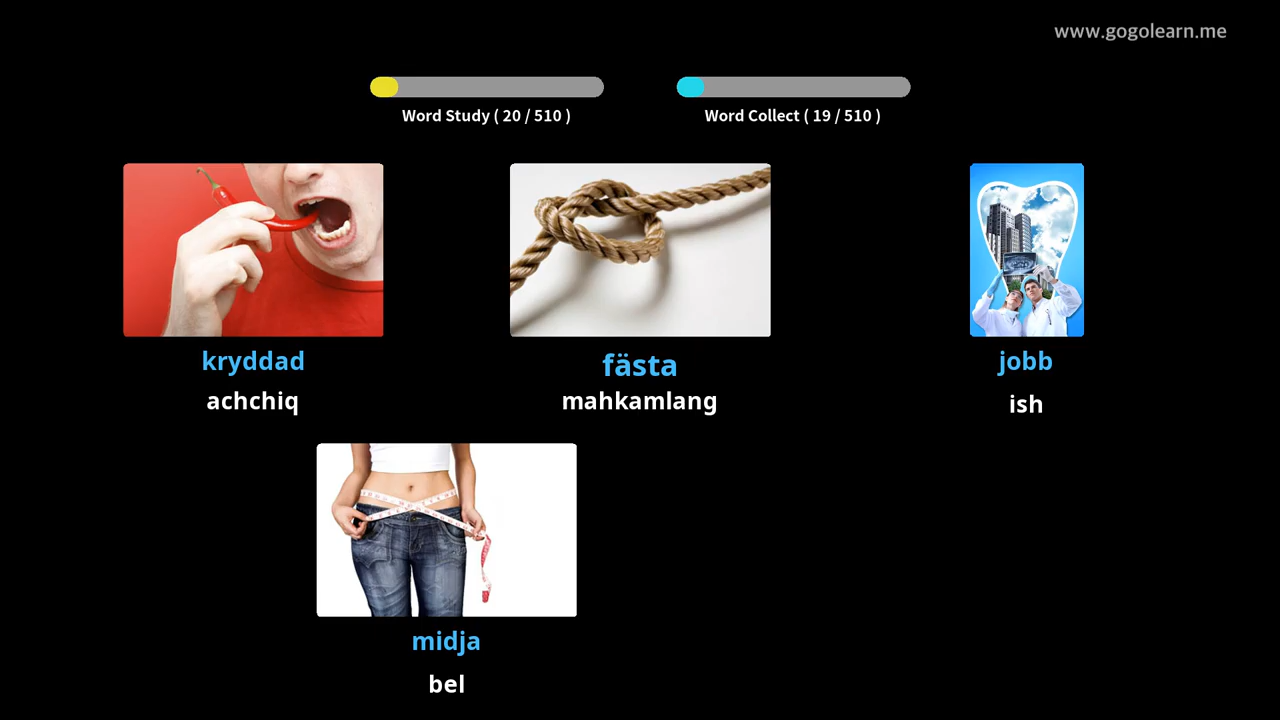 www.gogolearn.me
Word Study ( 20 / 510 )
Word Collect ( 19 / 510 )
kryddad
achchiq
fästa
mahkamlang
jobb
ish
midja
bel